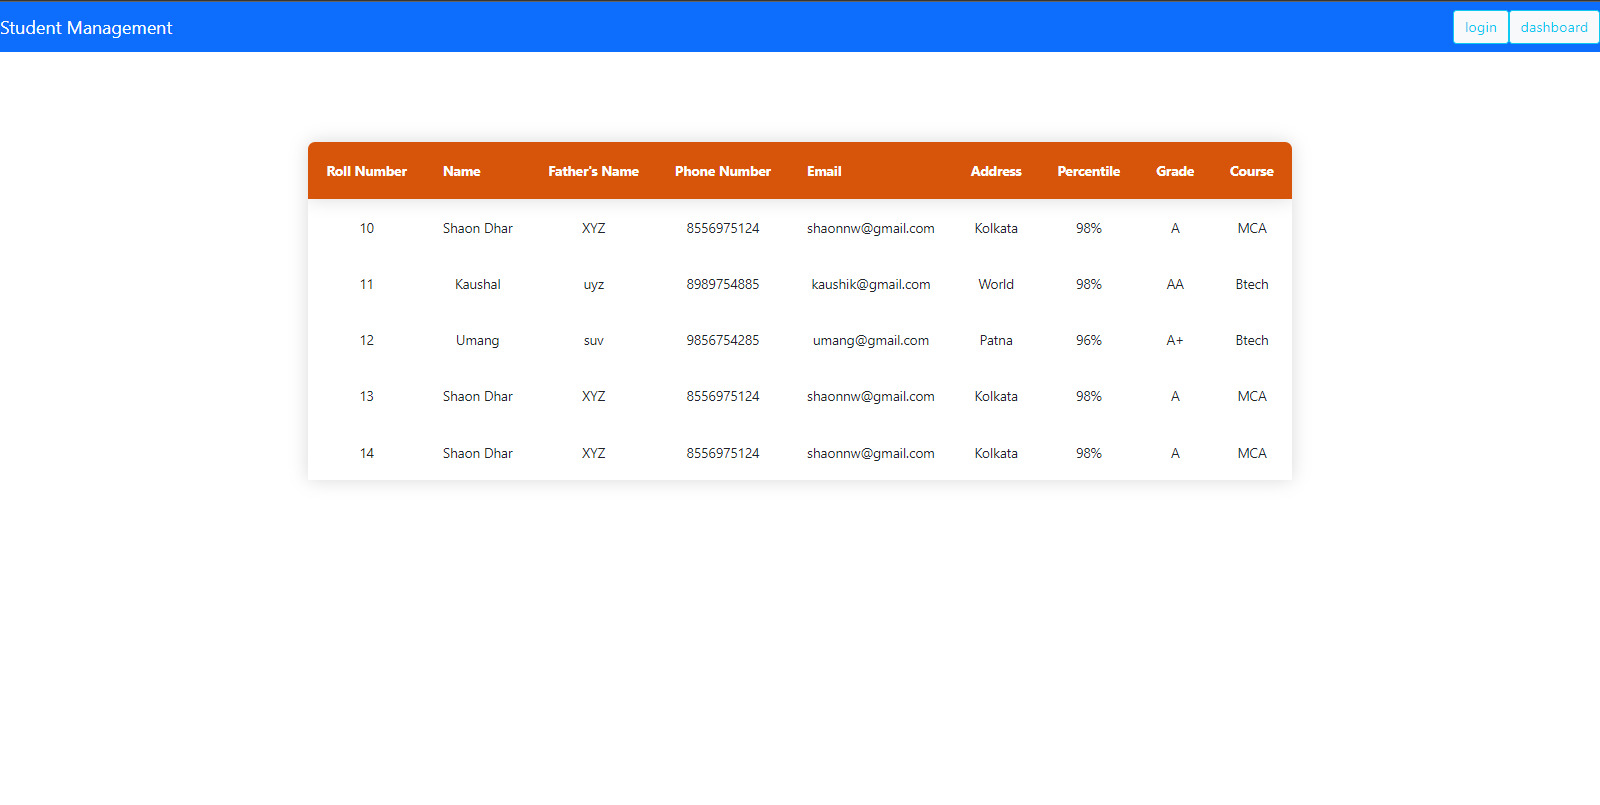 Student Management login dashboard
Roll Number Name Father's Name Phone Number Email Address Percentile Grade Course
10 Shaon Dhar XYZ 8556975124 shaonnw@gmail.com Kolkata 98% A MCA
11 Kaushal uyz 8989754885 kaushik@gmail.com World 98% AA Btech
12 Umang suv 9856754285 umang@gmail.com Patna 96% A+ Btech
13 Shaon Dhar XYZ 8556975124 shaonnw@gmail.com Kolkata 98% A MCA
14 Shaon Dhar XYZ 8556975124 shaonnw@gmail.com Kolkata 98% A MCA